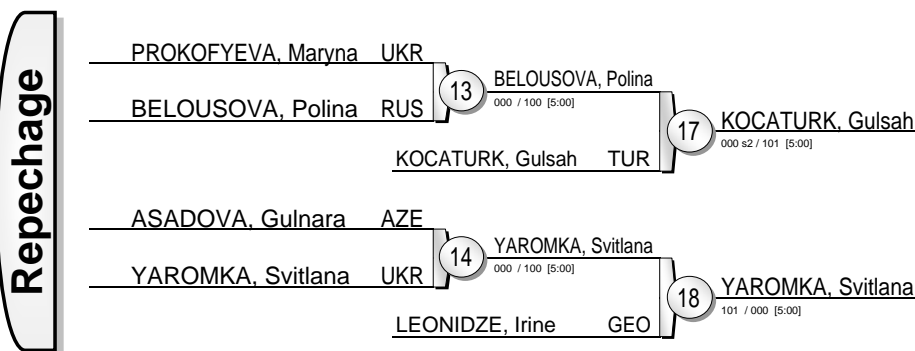 Repechage
PROKOFYEVA, Maryna UKR
BELOUSOVA, Polina RUS
13
BELOUSOVA, Polina
000 / 100 [5:00]
KOCATURK, Gulsah TUR
17
KOCATURK, Gulsah
000 s2 / 101 [5:00]
ASADOVA, Gulnara AZE
YAROMKA, Svitlana UKR
14
YAROMKA, Svitlana
000 / 100 [5:00]
LEONIDZE, Irine GEO
18
YAROMKA, Svitlana
101 / 000 [5:00]